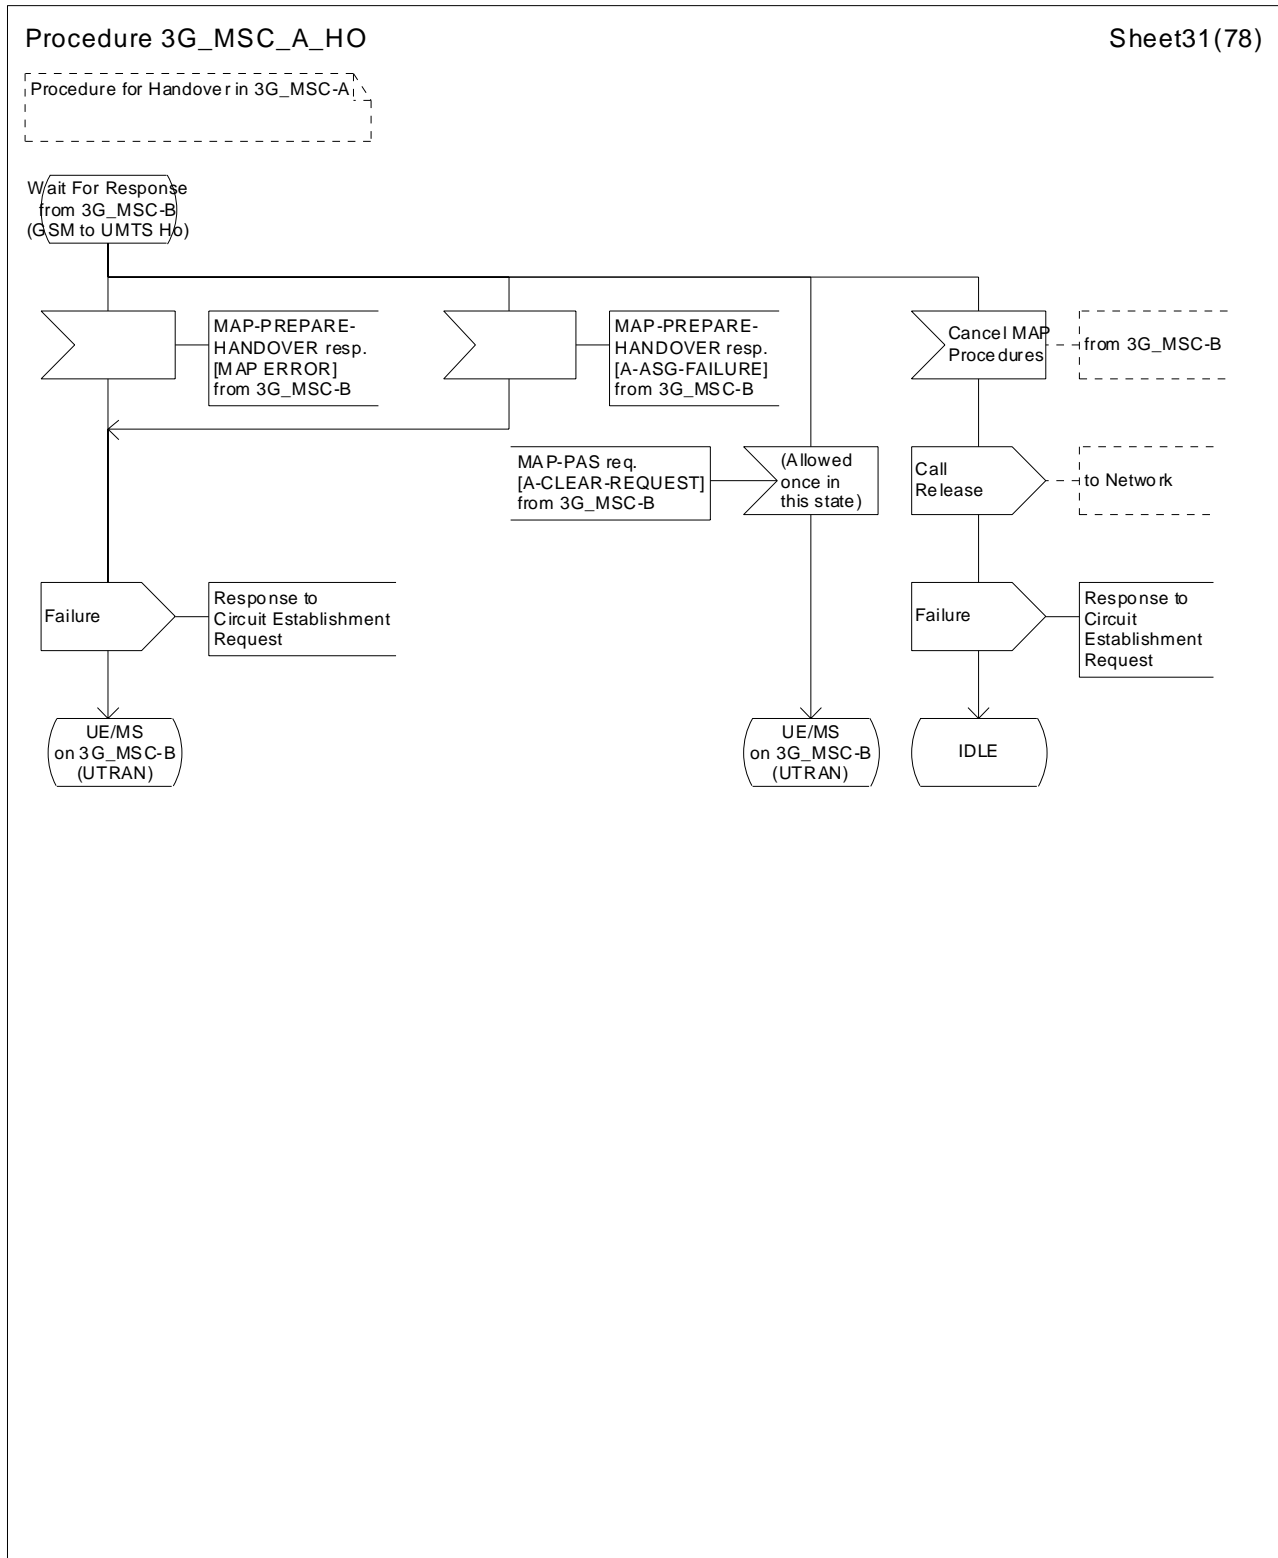 Procedure 3G_MSC_A_HO
Sheet31(78)
Procedure for Handover in 3G_MSC-A
Wait For Response
from 3G_MSC-B
(GSM to UMTS Ho)
MAP-PREPARE-
HANDOVER resp.
[MAP ERROR]
from 3G_MSC-B
MAP-PREPARE-
HANDOVER resp.
[A-ASG-FAILURE]
from 3G_MSC-B
Cancel MAP
Procedures
from 3G_MSC-B
MAP-PAS req.
[A-CLEAR-REQUEST]
from 3G_MSC-B
(Allowed
once in
this state)
Call
Release
to Network
Failure
Response to
Circuit Establishment
Request
Failure
Response to
Circuit
Establishment
Request
UE/MS
on 3G_MSC-B
(UTRAN)
UE/MS
on 3G_MSC-B
(UTRAN)
IDLE